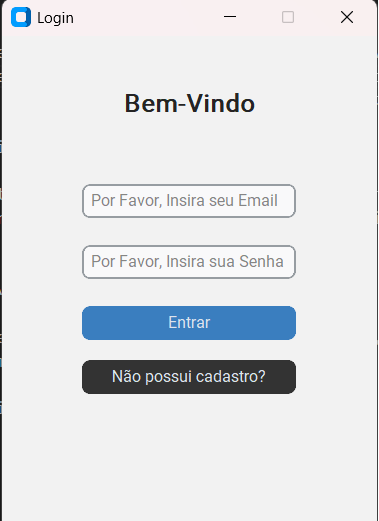 Login
Bem-Vindo
Por Favor, Insira seu Email
Por Favor, Insira sua Senha
Entrar
Não possui cadastro?